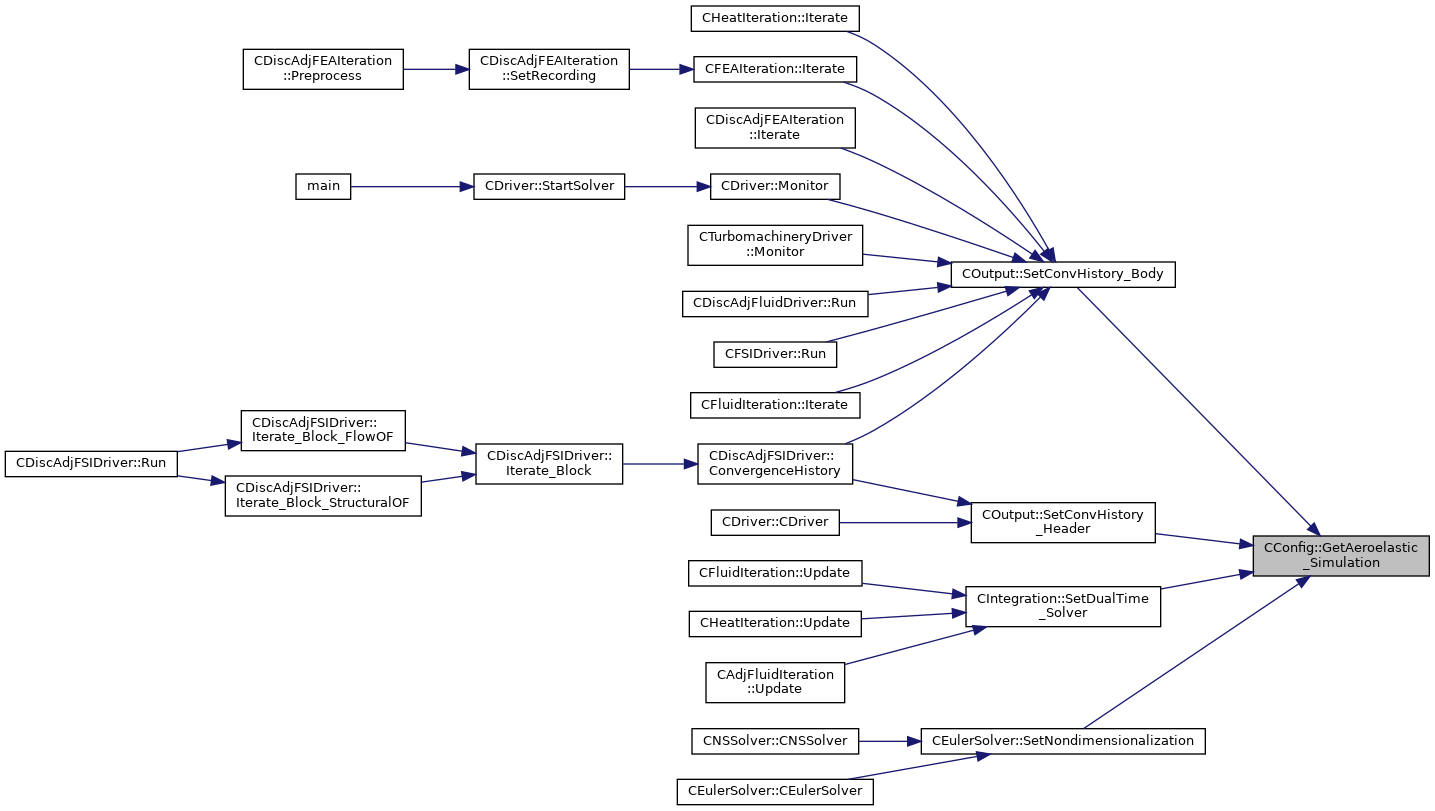 CHeatIteration::Iterate
CDiscAdjFEAIteration
::Preprocess
CDiscAdjFEAIteration
::SetRecording
CFEAIteration::Iterate
CDiscAdjFEAIteration
::Iterate
main
CDriver::StartSolver
CDriver::Monitor
CTurbomachineryDriver
::Monitor
COutput::SetConvHistory_Body
CDiscAdjFluidDriver::Run
CFSIDriver::Run
CFluidIteration::Iterate
CDiscAdjFSIDriver::Run
CDiscAdjFSIDriver::
Iterate_Block_FlowOF
CDiscAdjFSIDriver::
Iterate_Block_StructuralOF
CDiscAdjFSIDriver::
Iterate_Block
CDiscAdjFSIDriver::
ConvergenceHistory
CDriver::CDriver
COutput::SetConvHistory
_Header
CConfig::GetAeroelastic
_Simulation
CFluidIteration::Update
CHeatIteration::Update
CIntegration::SetDualTime
_Solver
CAdjFluidIteration
::Update
CNSSolver::CNSSolver
CEulerSolver::SetNondimensionalization
CEulerSolver::CEulerSolver